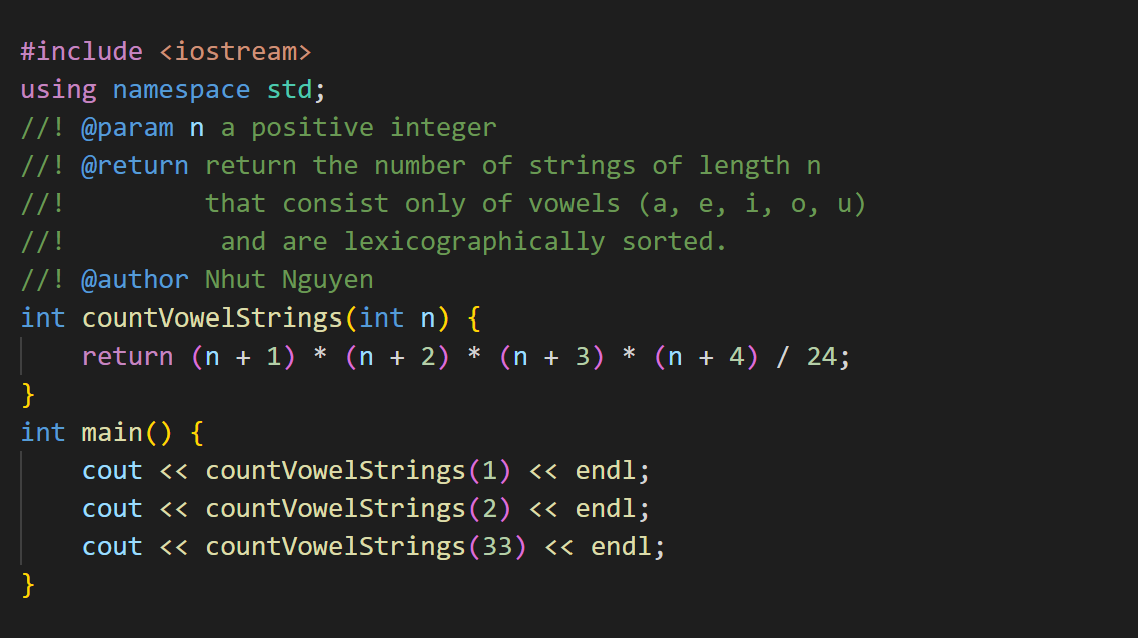 #include <iostream>
using namespace std;
//! @param n a positive integer
//! @return return the number of strings of length n
//!         that consist only of vowels (a, e, i, o, u)
//!          and are lexicographically sorted.
//! @author Nhut Nguyen
int countVowelStrings(int n) {
    return (n + 1) * (n + 2) * (n + 3) * (n + 4) / 24;
}
int main() {
    cout << countVowelStrings(1) << endl;
    cout << countVowelStrings(2) << endl;
    cout << countVowelStrings(33) << endl;
}